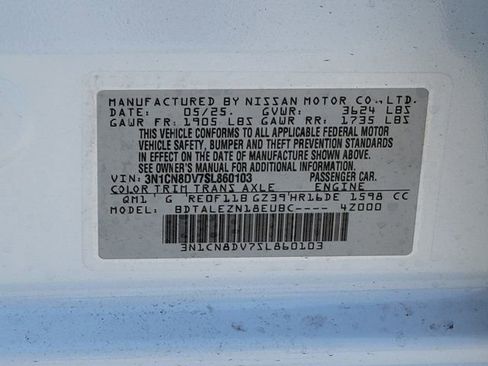 MANUFACTURED BY NISSAN MOTOR CO., LTD.
DATE: 05/25. GVWR: 3624 LBS
GAWR FR: 1905 LBS GAWR RR: 1735 LBS
THIS VEHICLE CONFORMS TO ALL APPLICABLE FEDERAL MOTOR
VEHICLE SAFETY, BUMPER AND THEFT PREVENTION STANDARDS
IN EFFECT ON THE DATE OF MANUFACTURE SHOWN ABOVE.
SEE OWNER'S MANUAL FOR ADDITIONAL INFORMATION.
VIN: 3N1CN8DV7SL860103 PASSENGER CAR.
COLOR TRIM TRANS AXLE ENGINE
QM1 G RE0F11B GZ39 HR16DE 1598 CC
MODEL: BDTALEZN18EUBC---- 4Z000
3N1CN8DV7SL860103